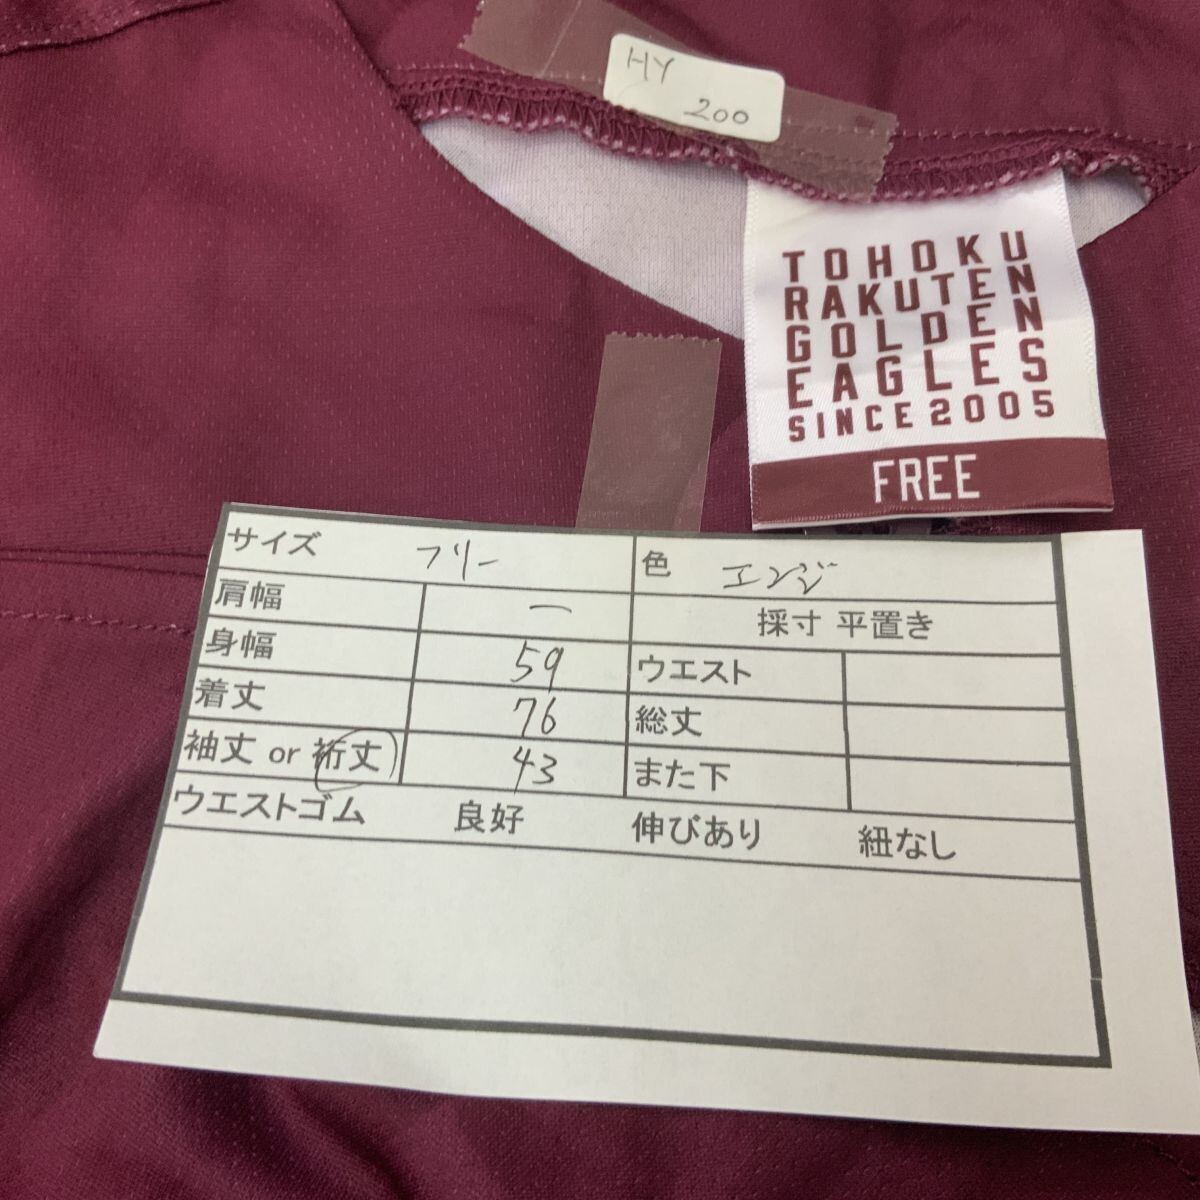 HY
200
TOHOKU
RAKUTEN
GOLDEN
EAGLES
SINCE 2005
FREE
サイズ フリー 色 エンジ
肩幅 ー 採寸 平置き
身幅 59 ウエスト
着丈 76 総丈
袖丈 or 裄丈 43 また下
ウエストゴム 良好 伸びあり 紐なし